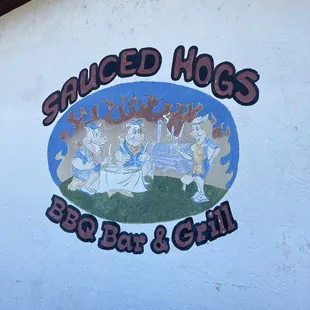 SAUCED HOGS
BBQ Bar & Grill